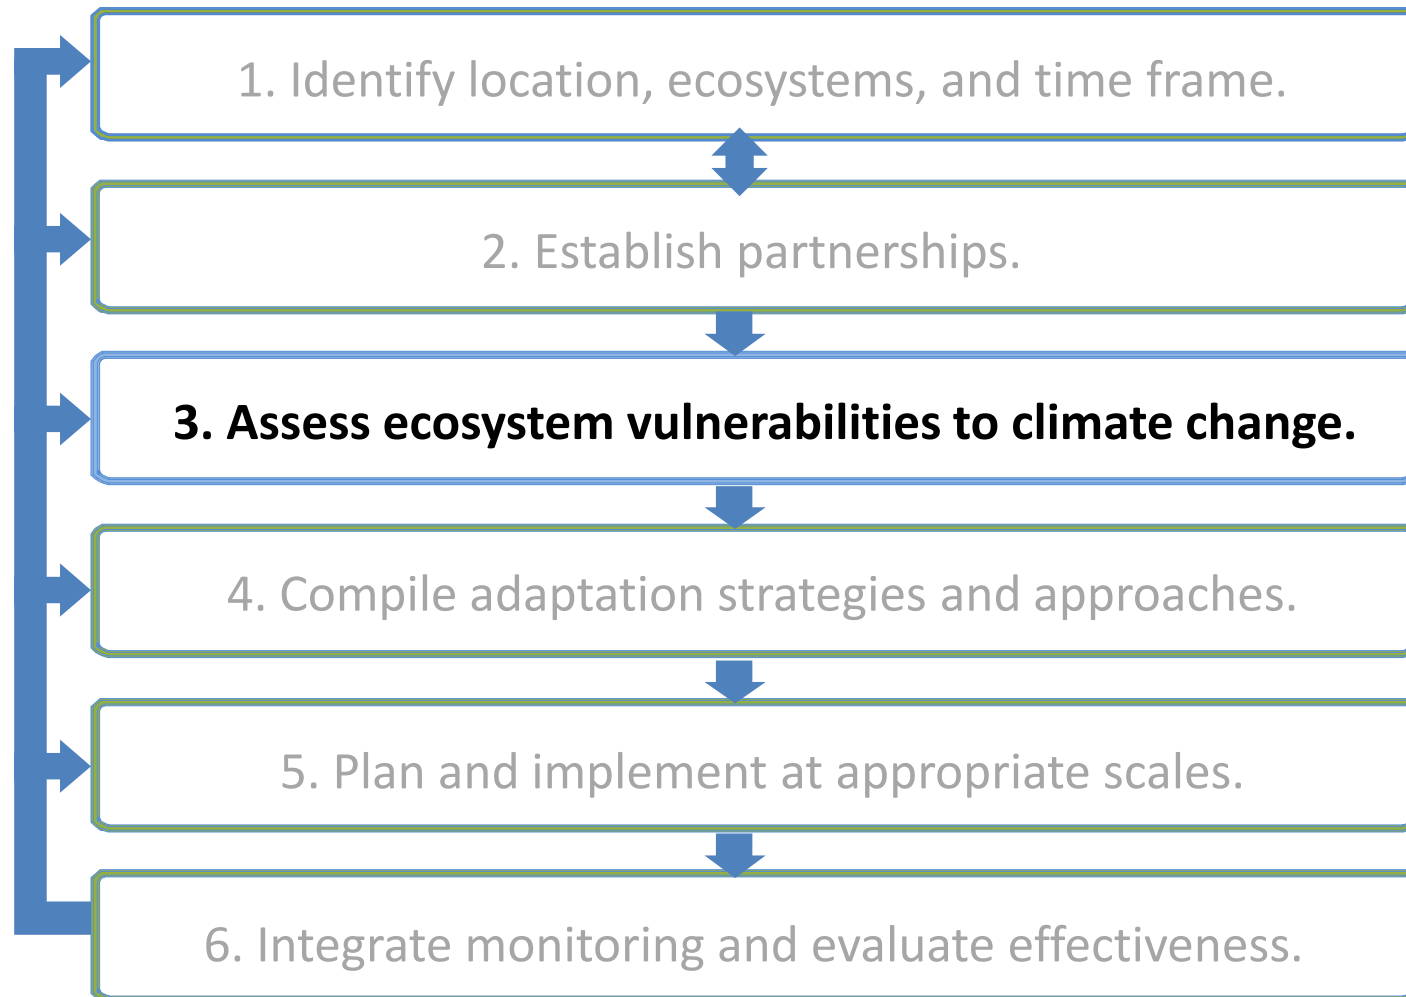 1. Identify location, ecosystems, and time frame.
2. Establish partnerships.
3. Assess ecosystem vulnerabilities to climate change.
4. Compile adaptation strategies and approaches.
5. Plan and implement at appropriate scales.
6. Integrate monitoring and evaluate effectiveness.